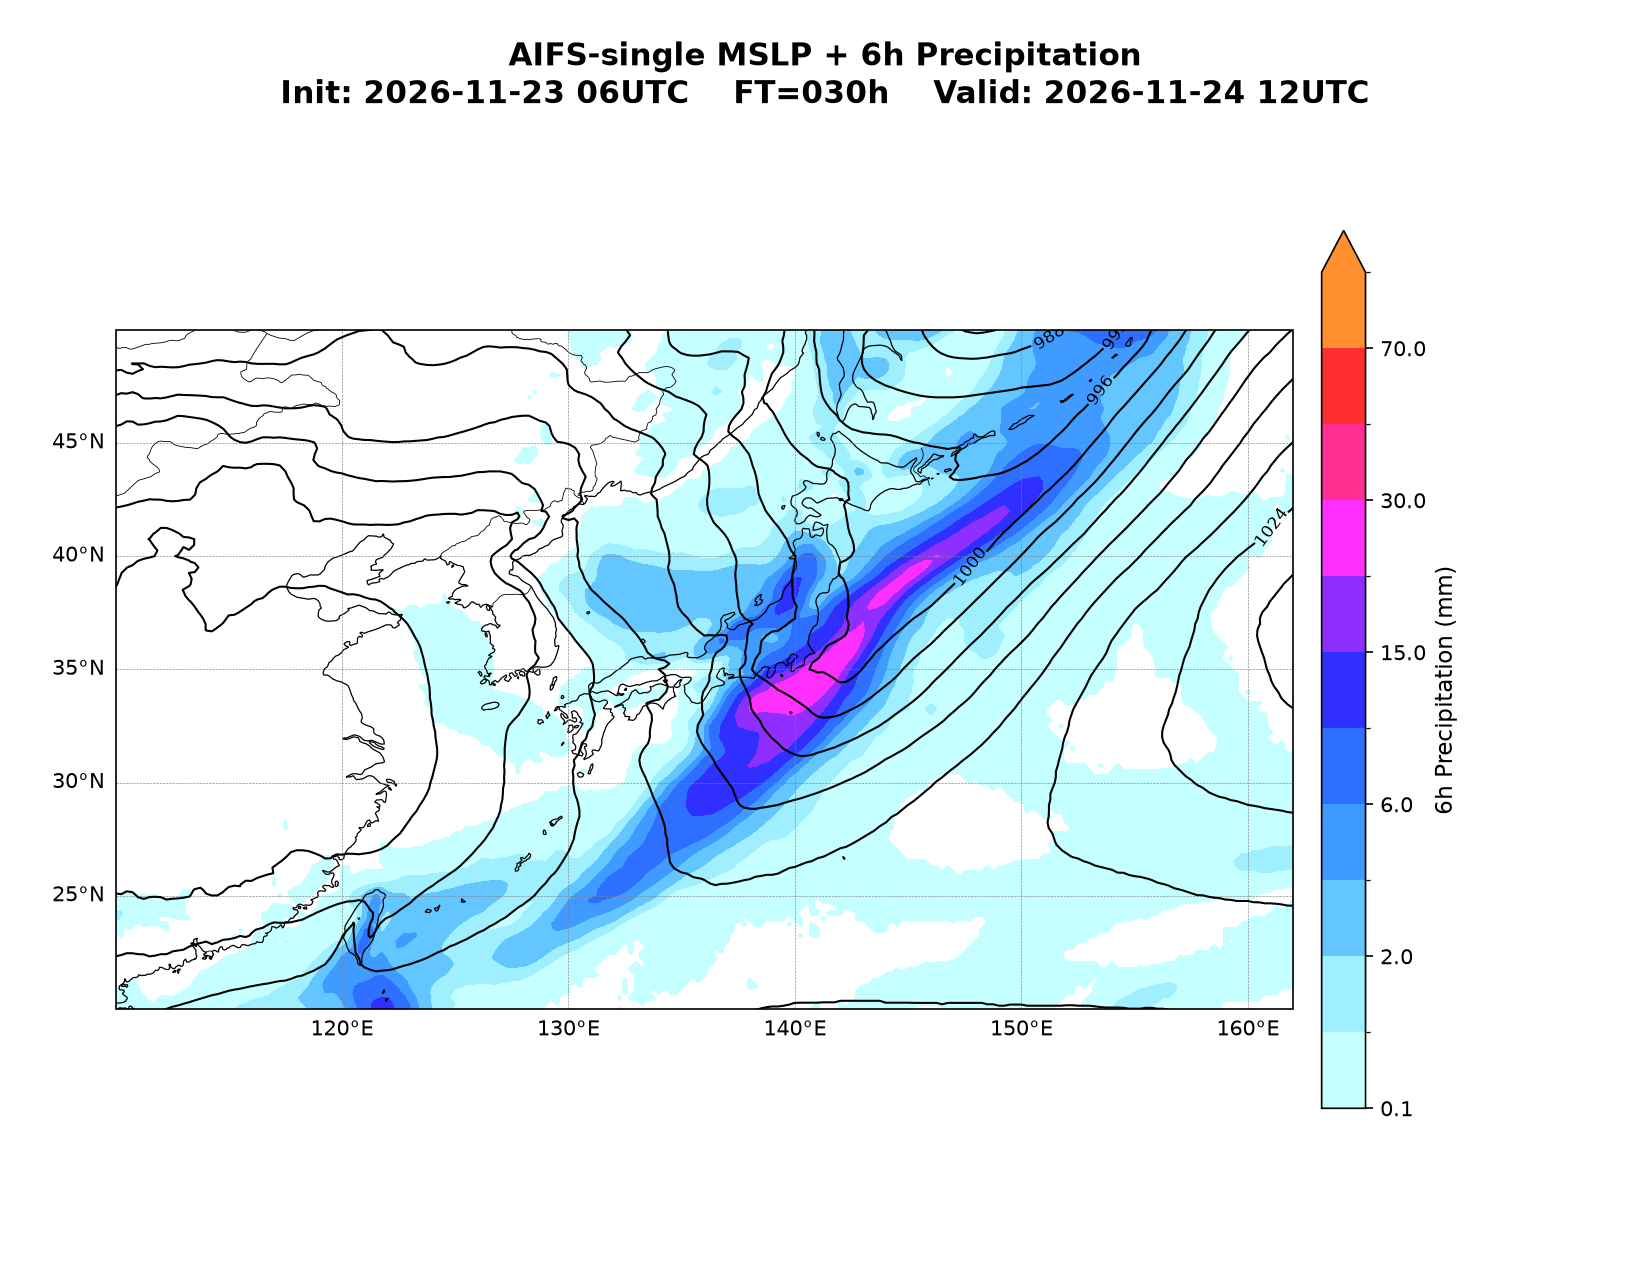 AIFS-single MSLP + 6h Precipitation
Init: 2026-11-23 06UTC    FT=030h    Valid: 2026-11-24 12UTC
988
996
1000
1024
45°N
40°N
35°N
30°N
25°N
120°E
130°E
140°E
150°E
160°E
70.0
30.0
15.0
6.0
2.0
0.1
6h Precipitation (mm)